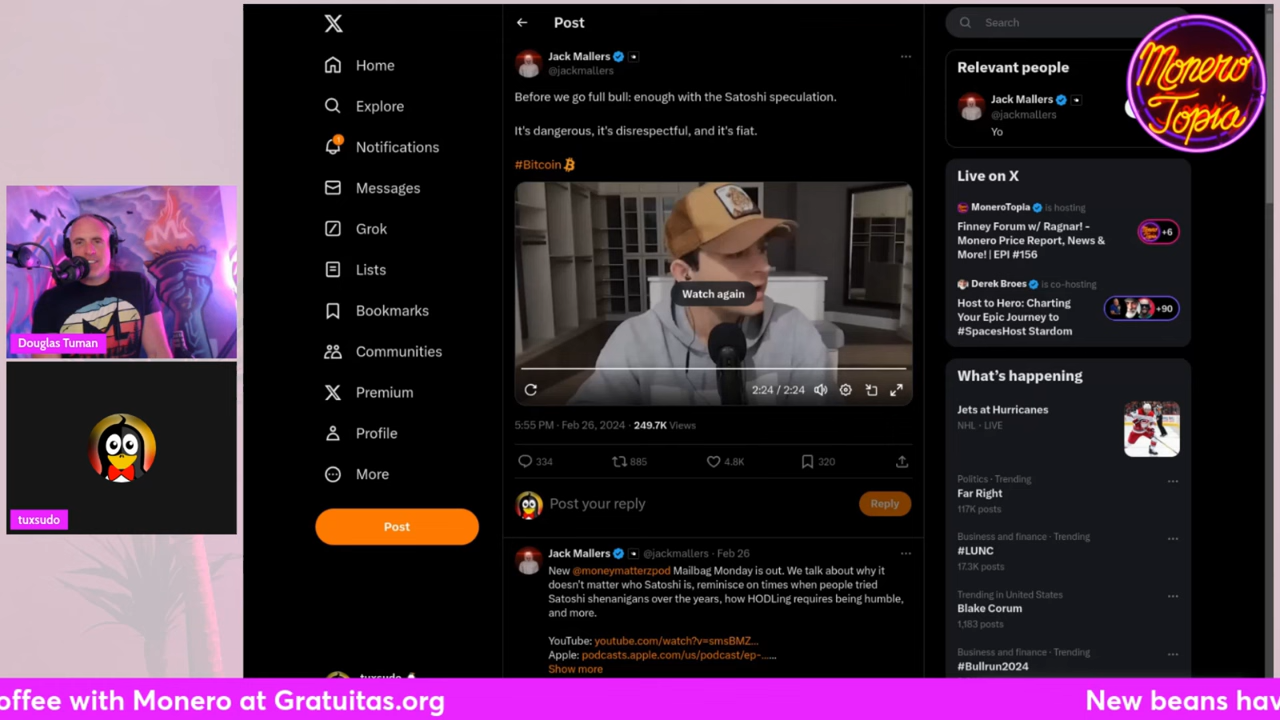 Home
Explore
Notifications
Messages
Grok
Lists
Bookmarks
Communities
Premium
Profile
More
Post
Post
Jack Mallers
@jackmallers
Before we go full bull: enough with the Satoshi speculation.
It's dangerous, it's disrespectful, and it's fiat.
#Bitcoin
Watch again
2:24 / 2:24
5:55 PM · Feb 26, 2024 · 249.7K Views
334
885
4.8K
320
Post your reply
Reply
Jack Mallers @jackmallers · Feb 26
New @moneymatterzpod Mailbag Monday is out. We talk about why it
doesn't matter who Satoshi is, reminisce on times when people tried
Satoshi shenanigans over the years, how HODLing requires being humble,
and more.
YouTube: youtube.com/watch?v=smsBMZ...
Apple: podcasts.apple.com/us/podcast/ep-......
Show more
Search
Relevant people
Jack Mallers
@jackmallers
Yo
Monero
Topia
Live on X
MoneroTopia is hosting
Finney Forum w/ Ragnar! -
Monero Price Report, News &
More! | EPI #156
+6
Derek Broes is co-hosting
Host to Hero: Charting
Your Epic Journey to
#SpacesHost Stardom
+90
What's happening
Jets at Hurricanes
NHL · LIVE
Politics · Trending
Far Right
117K posts
Business and finance · Trending
#LUNC
17.3K posts
Trending in United States
Blake Corum
1,183 posts
Business and finance · Trending
#Bullrun2024
Douglas Tuman
tuxsudo
tuxsudo
offee with Monero at Gratuitas.org
New beans hav